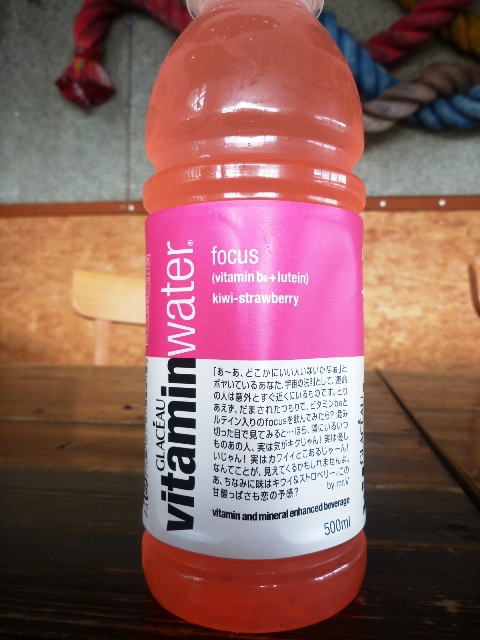 focus
(vitamin b6+lutein)
kiwi-strawberry
GLACÉAU
vitaminwater®
「あ〜あ、どこかにいい人いないかなぁ」と
ボヤいているあなた。宇宙の法則として、運命
の人は意外とすぐ近くにいるものです。とり
あえず、だまされたつもりで、ビタミンb6と
ルテイン入りのfocusを飲んでみたら? 澄み
切った目で見てみると…ほら、隣にいるいつ
ものあの人、実は気がキクじゃん! 実は優し
いじゃん! 実はカワイイとこあるじゃーん!
なんてことが、見えてくるかもしれませんよ。
あ、ちなみに味はキウイ&ストロベリー。この
甘酸っぱさも恋の予感?
by mr.V
vitamin and mineral enhanced beverage
500ml
GLACÉAU